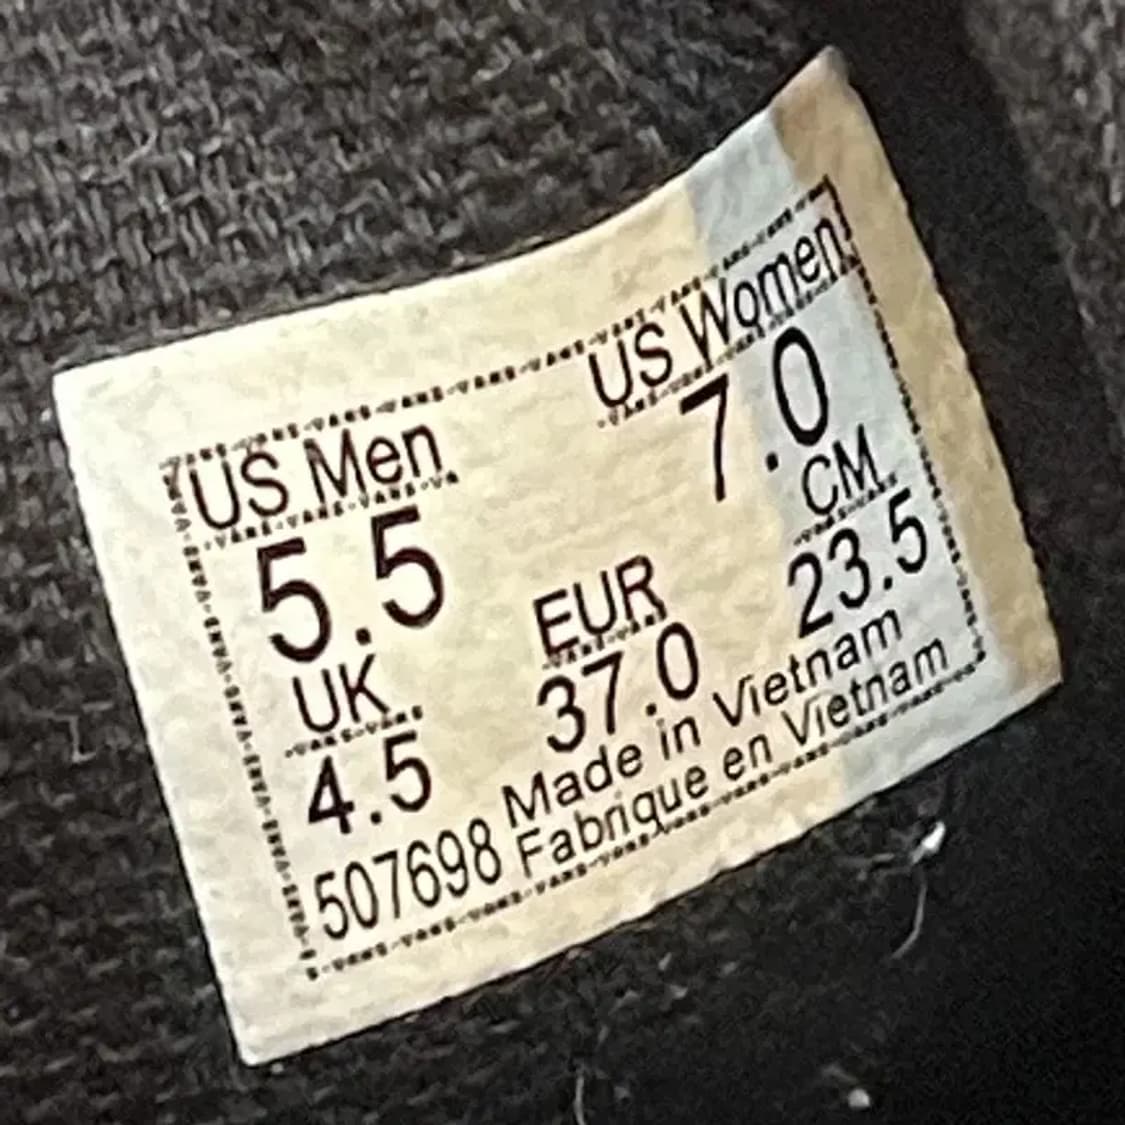 US Men
US Women
5.5
7.0
UK
EUR
CM
4.5
37.0
23.5
507698
Made in Vietnam
Fabrique en Vietnam